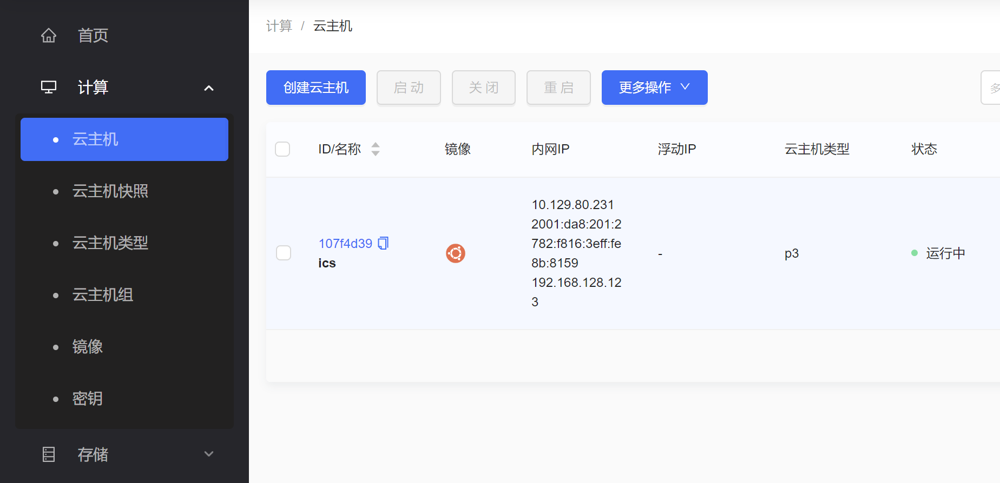 首页
计算
云主机
云主机快照
云主机类型
云主机组
镜像
密钥
存储
计算 / 云主机
创建云主机 启动 关闭 重启 更多操作 多
ID/名称 镜像 内网IP 浮动IP 云主机类型 状态
107f4d39
ics
10.129.80.231
2001:da8:201:2
782:f816:3eff:fe
8b:8159
192.168.128.12
3
-
p3
运行中